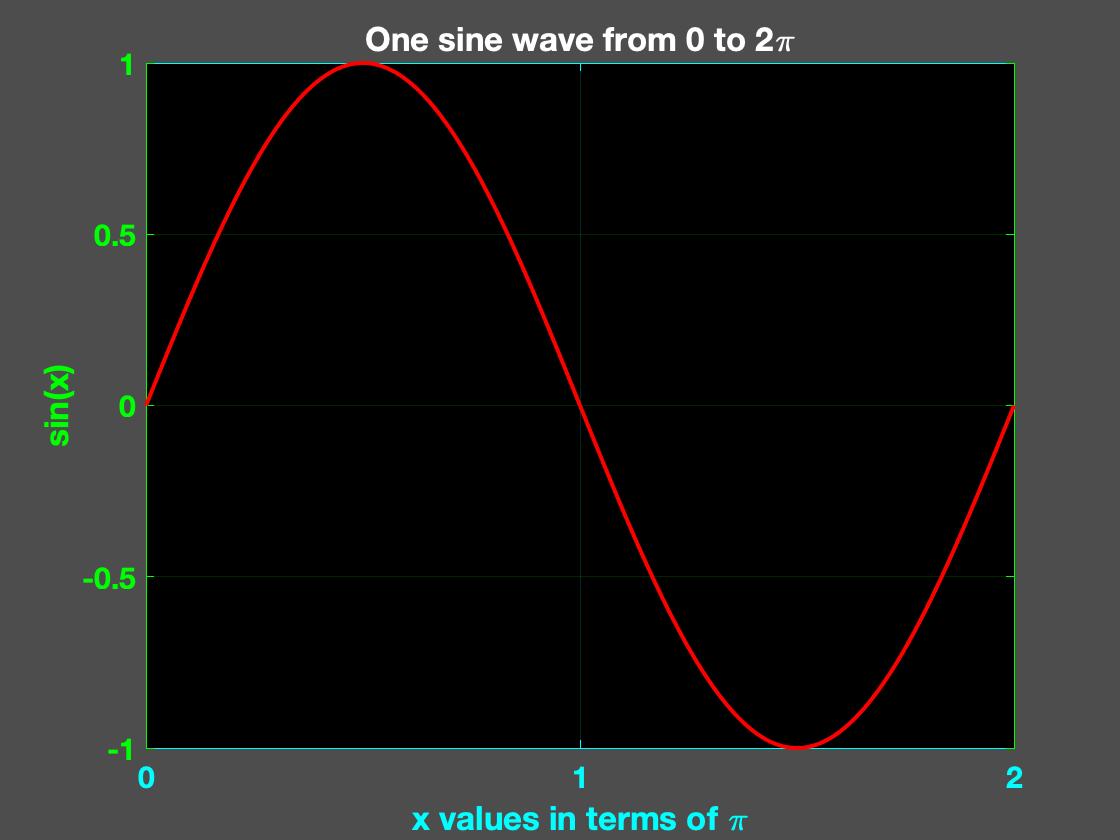 One sine wave from 0 to 2π
1
0.5
0
-0.5
-1
sin(x)
0 1 2
x values in terms of π